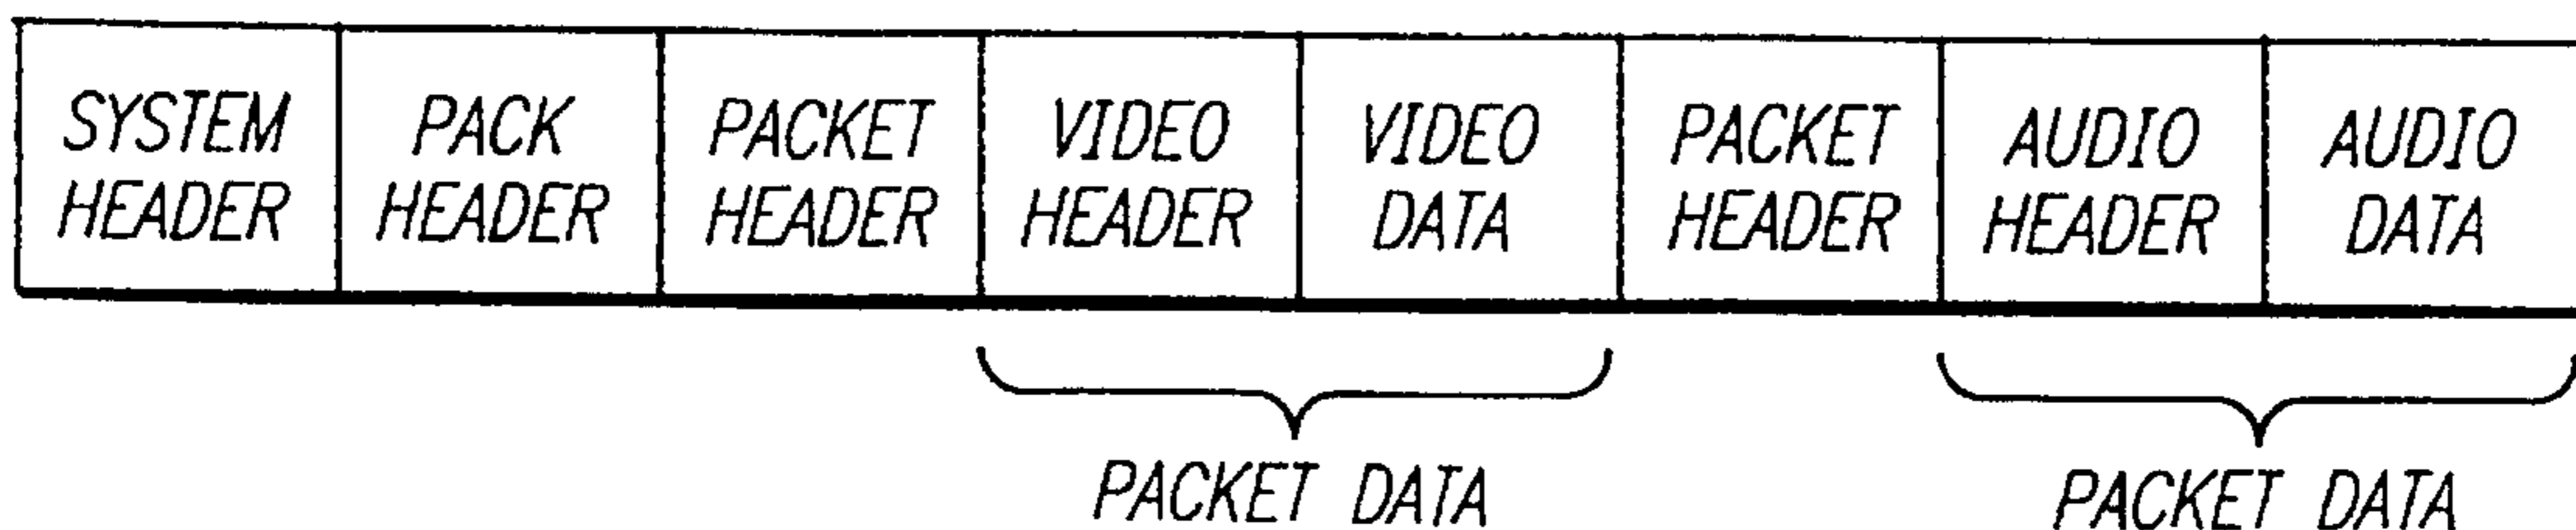 SYSTEM
HEADER
PACK
HEADER
PACKET
HEADER
VIDEO
HEADER
VIDEO
DATA
PACKET
HEADER
AUDIO
HEADER
AUDIO
DATA
PACKET DATA
PACKET DATA